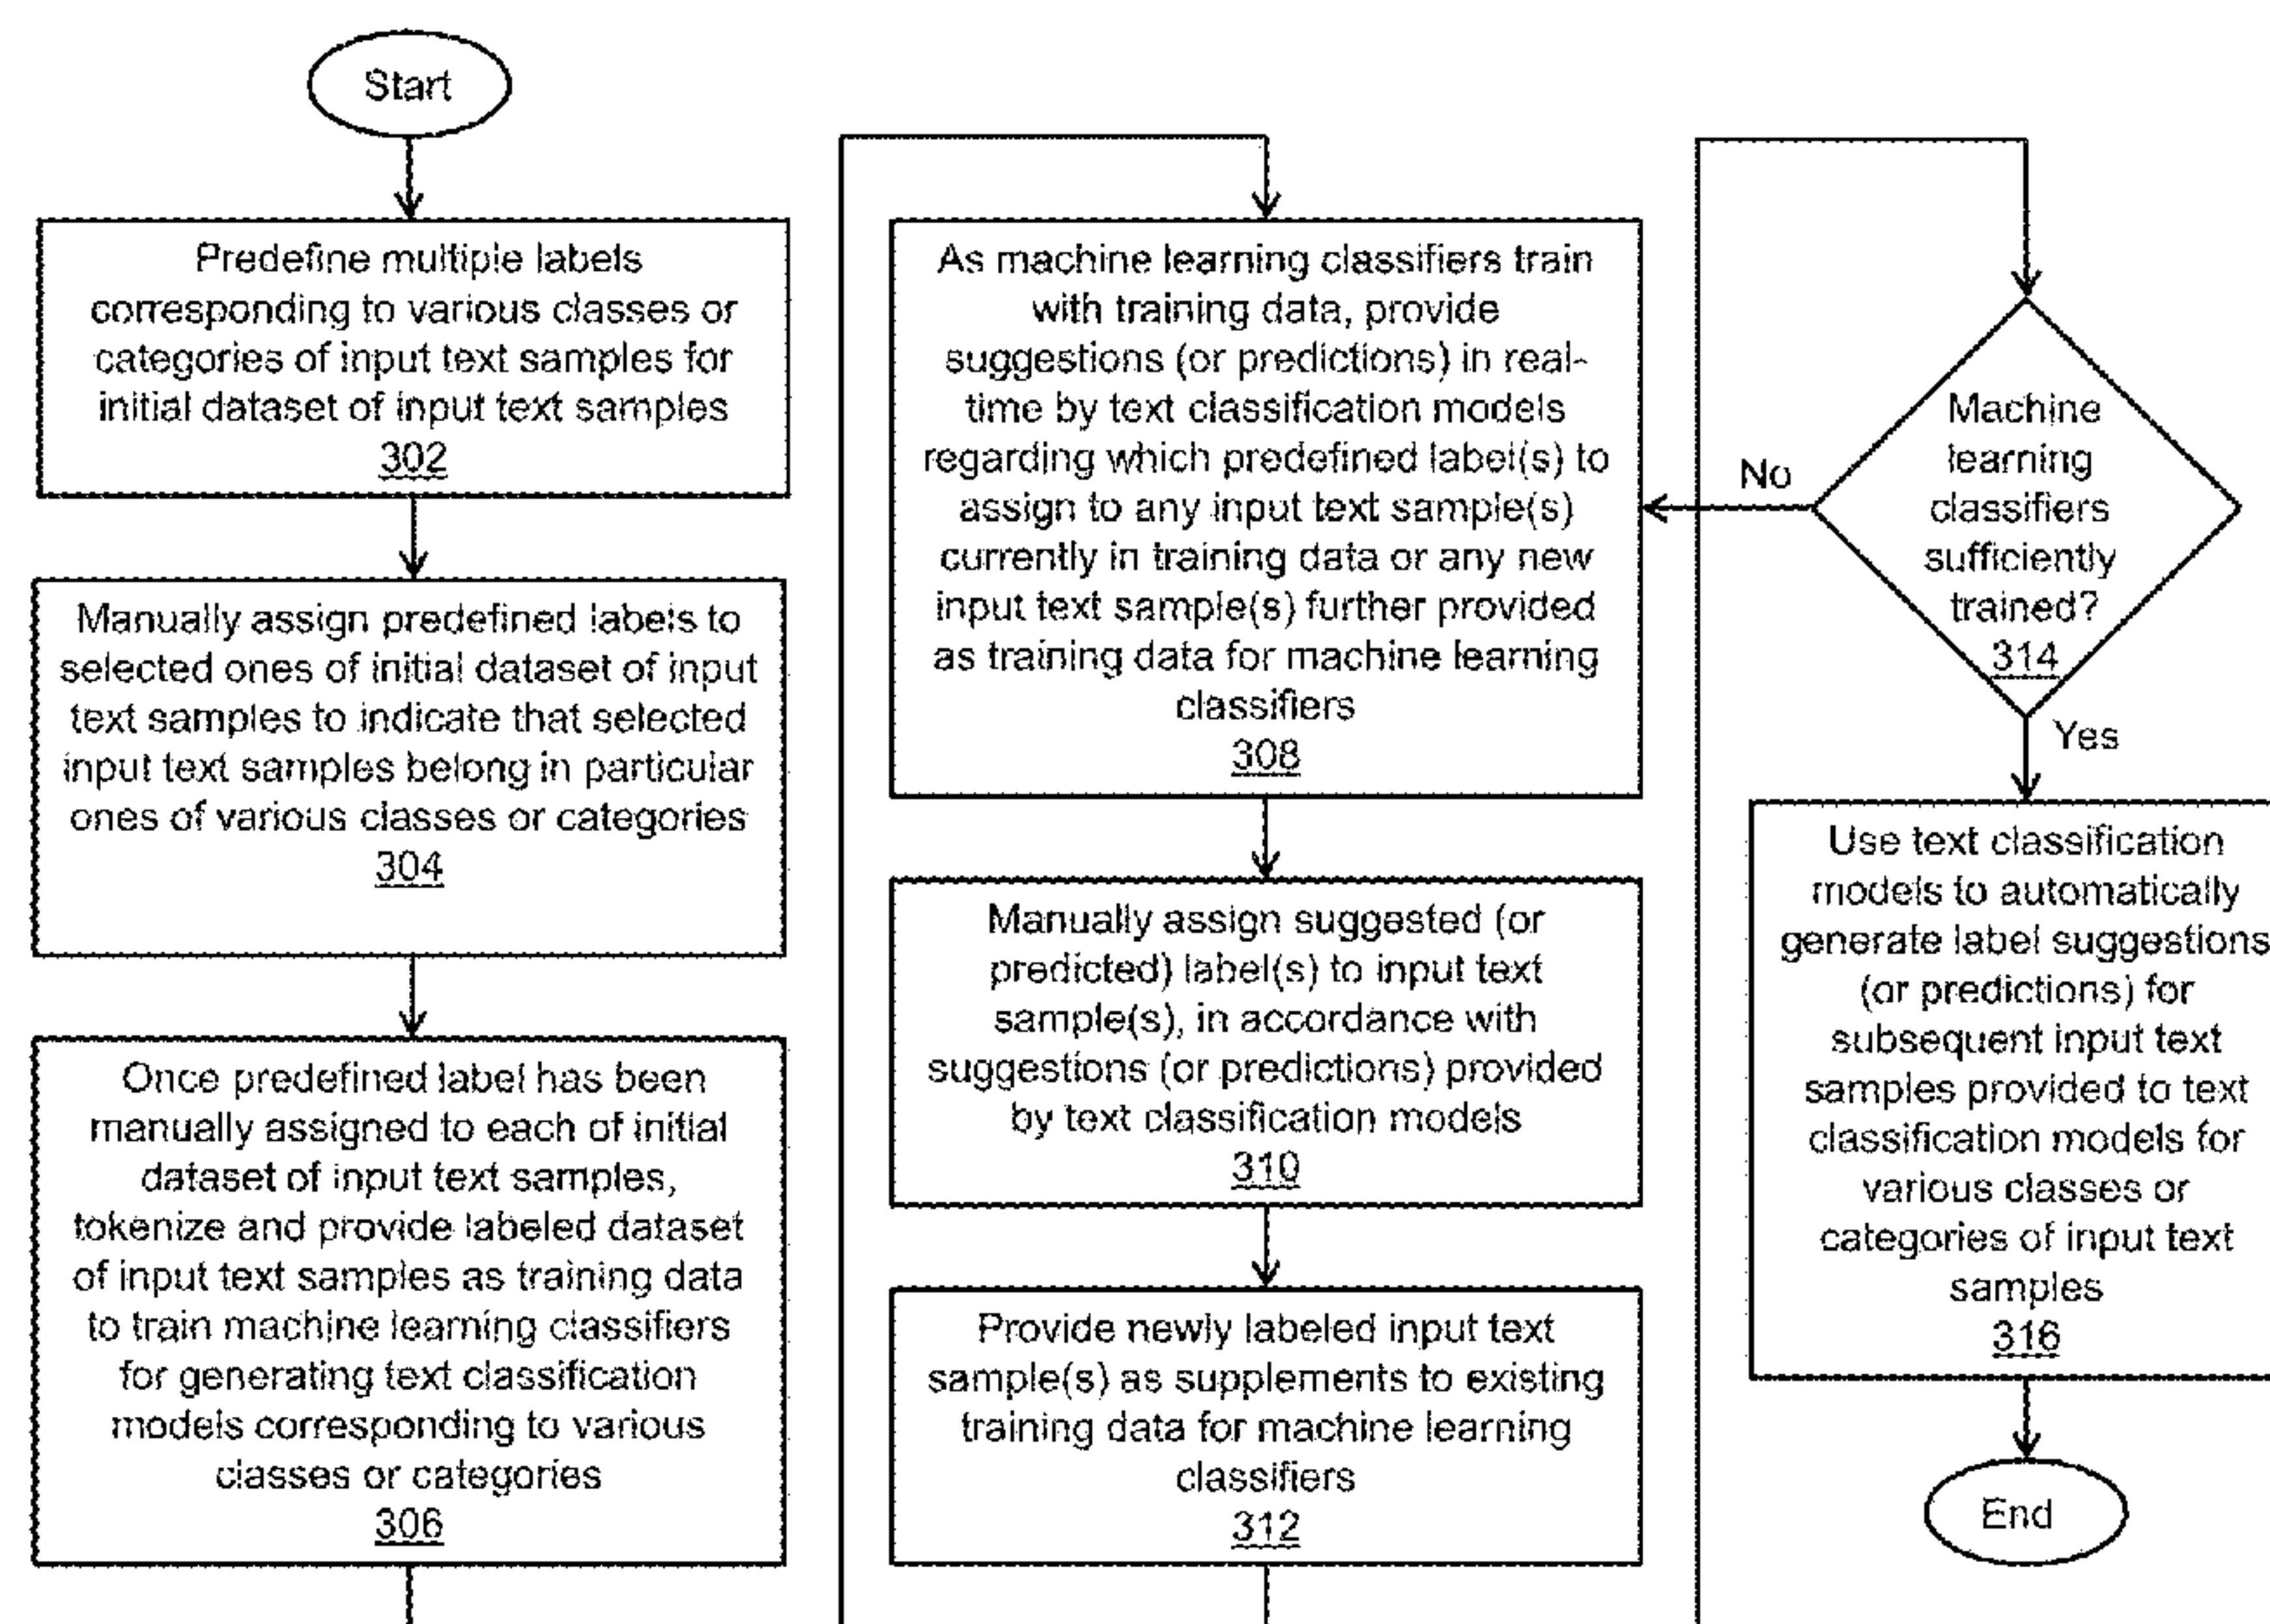 Start
Predefine multiple labels
corresponding to various classes or
categories of input text samples for
initial dataset of input text samples
302
Manually assign predefined labels to
selected ones of initial dataset of input
text samples to indicate that selected
input text samples belong in particular
ones of various classes or categories
304
Once predefined label has been
manually assigned to each of initial
dataset of input text samples,
tokenize and provide labeled dataset
of input text samples as training data
to train machine learning classifiers
for generating text classification
models corresponding to various
classes or categories
306
As machine learning classifiers train
with training data, provide
suggestions (or predictions) in real-
time by text classification models
regarding which predefined label(s) to
assign to any input text sample(s)
currently in training data or any new
input text sample(s) further provided
as training data for machine learning
classifiers
308
Manually assign suggested (or
predicted) label(s) to input text
sample(s), in accordance with
suggestions (or predictions) provided
by text classification models
310
Provide newly labeled input text
sample(s) as supplements to existing
training data for machine learning
classifiers
312
Machine
learning
classifiers
sufficiently
trained?
314
No
Yes
Use text classification
models to automatically
generate label suggestions
(or predictions) for
subsequent input text
samples provided to text
classification models for
various classes or
categories of input text
samples
316
End